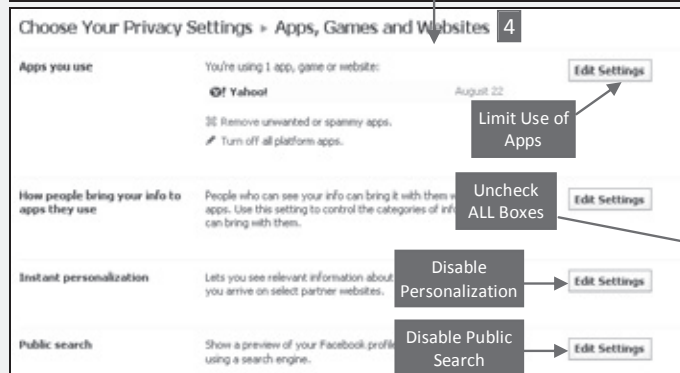 Choose Your Privacy Settings ▸ Apps, Games and Websites 4
Apps you use
You're using 1 app, game or website:
Edit Settings
Yahoo!
August 22
Remove unwanted or spammy apps.
Turn off all platform apps.
Limit Use of
Apps
How people bring your info to
apps they use
People who can see your info can bring it with them
apps. Use this setting to control the categories of
can bring with them.
Uncheck
ALL Boxes
Edit Settings
Instant personalization
Lets you see relevant information about
you arrive on select partner websites.
Disable
Personalization
Edit Settings
Public search
Show a preview of your Facebook
using a search engine.
Disable Public
Search
Edit Settings